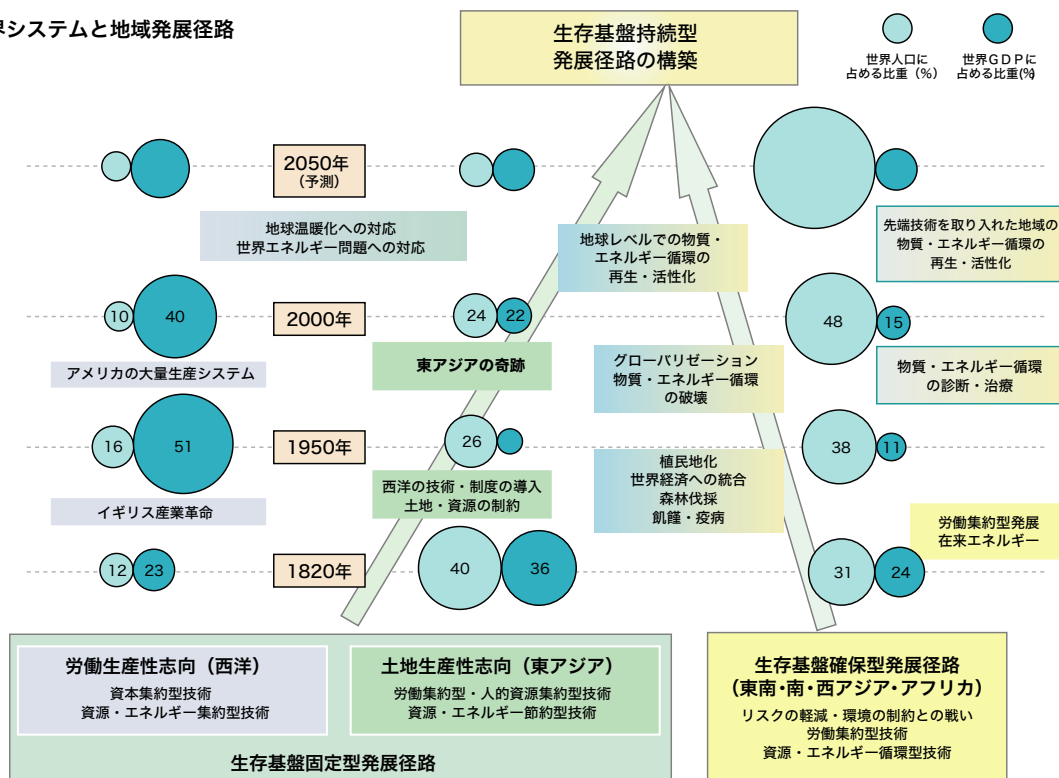 界システムと地域発展径路
生存基盤持続型
発展径路の構築
世界人口に
占める比重（%）
世界GDPに
占める比重(%)
2050年
（予測）
地球温暖化への対応
世界エネルギー問題への対応
地球レベルでの物質・
エネルギー循環の
再生・活性化
先端技術を取り入れた地域の
物質・エネルギー循環の
再生・活性化
10
40
2000年
24
22
48
15
アメリカの大量生産システム
東アジアの奇跡
グローバリゼーション
物質・エネルギー循環
の破壊
物質・エネルギー循環
の診断・治療
16
51
1950年
26
38
11
イギリス産業革命
西洋の技術・制度の導入
土地・資源の制約
植民地化
世界経済への統合
森林伐採
飢饉・疫病
労働集約型発展
在来エネルギー
12
23
1820年
40
36
31
24
労働生産性志向（西洋）
資本集約型技術
資源・エネルギー集約型技術
土地生産性志向（東アジア）
労働集約型・人的資源集約型技術
資源・エネルギー節約型技術
生存基盤固定型発展径路
生存基盤確保型発展径路
（東南・南・西アジア・アフリカ）
リスクの軽減・環境の制約との戦い
労働集約型技術
資源・エネルギー循環型技術